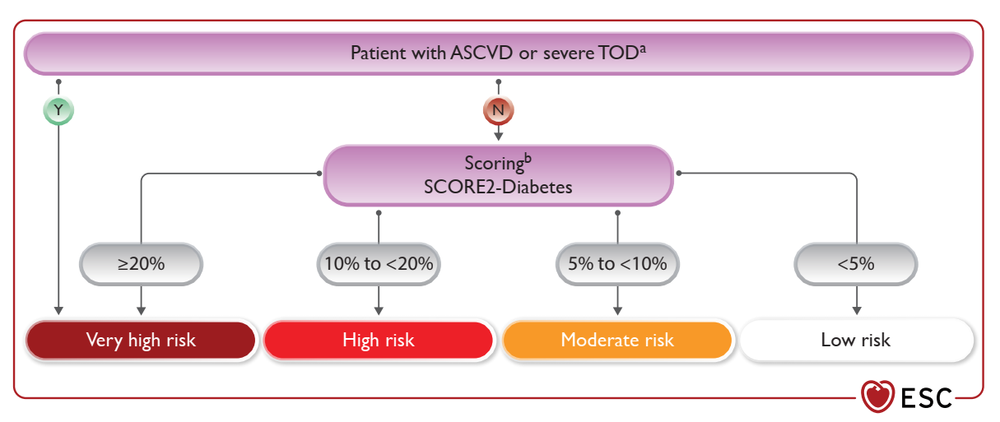 Patient with ASCVD or severe TODᵃ
Y
N
Scoringᵇ
SCORE2-Diabetes
≥20%
10% to <20%
5% to <10%
<5%
Very high risk
High risk
Moderate risk
Low risk
ESC